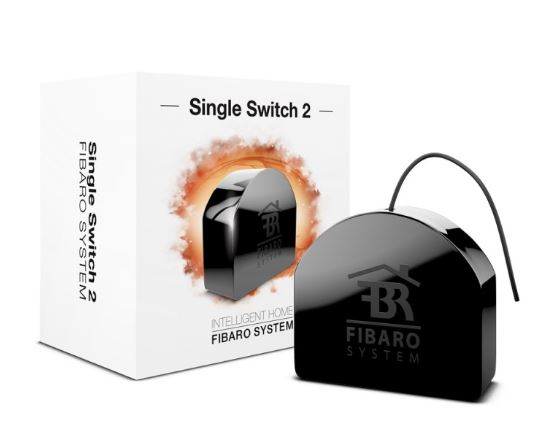 — Single Switch 2 —
Single Switch 2
FIBARO SYSTEM
FIBARO
SYSTEM
INTELLIGENT HOME
FIBARO SYSTEM
FIBARO
SYSTEM